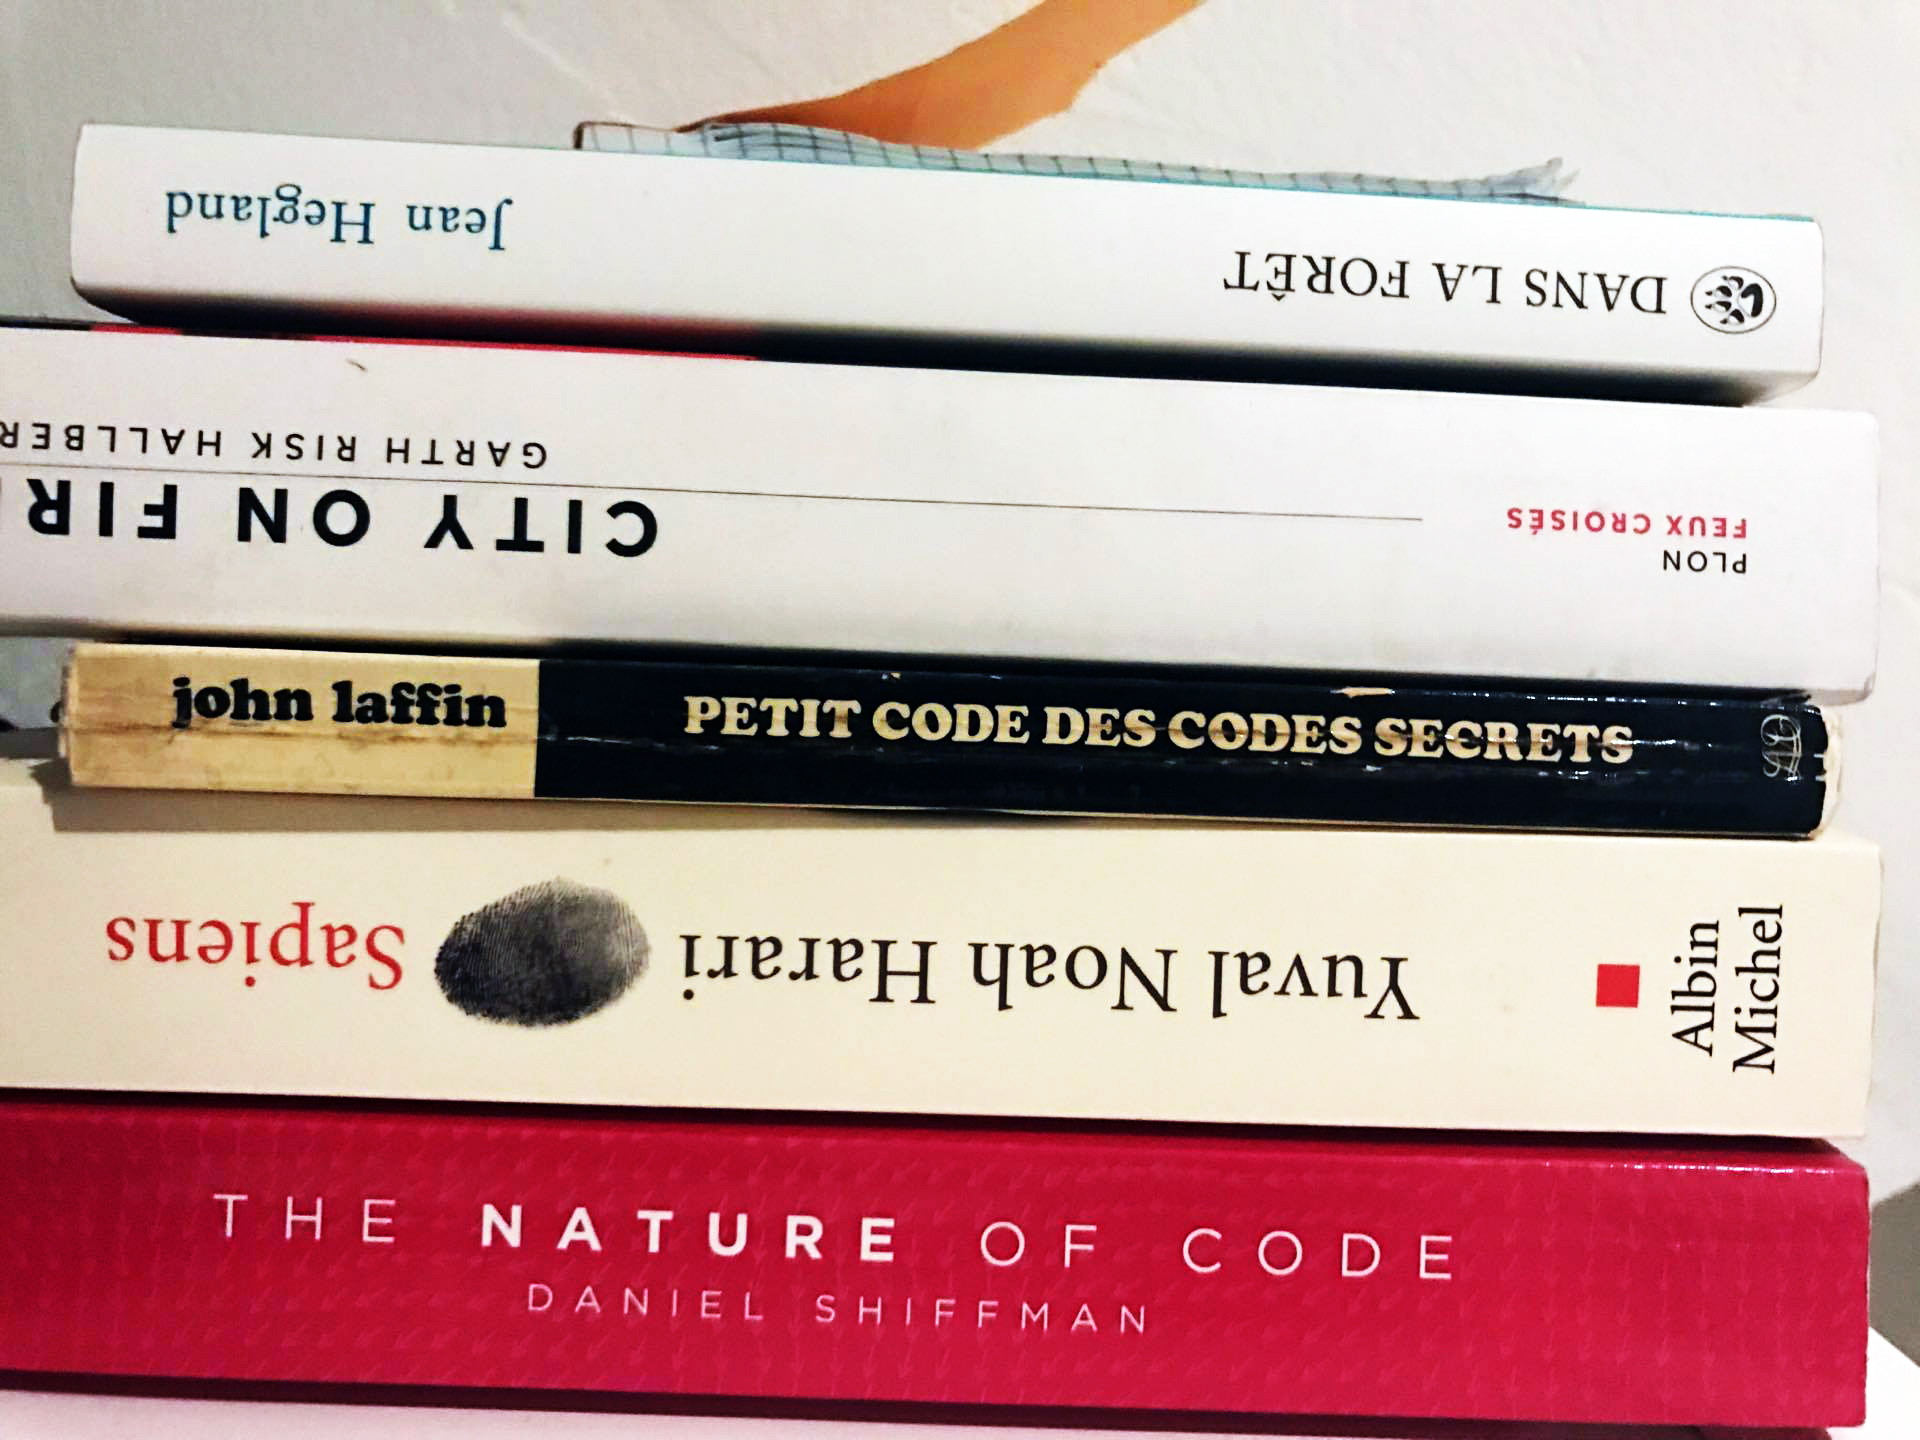 Jean Hegland
DANS LA FORÊT
GARTH RISK HALLBER
CITY ON FIR
FEUX CROISÉS
PLON
john laffin
PETIT CODE DES CODES SECRETS
Sapiens
Yuval Noah Harari
Albin
Michel
THE NATURE OF CODE
DANIEL SHIFFMAN